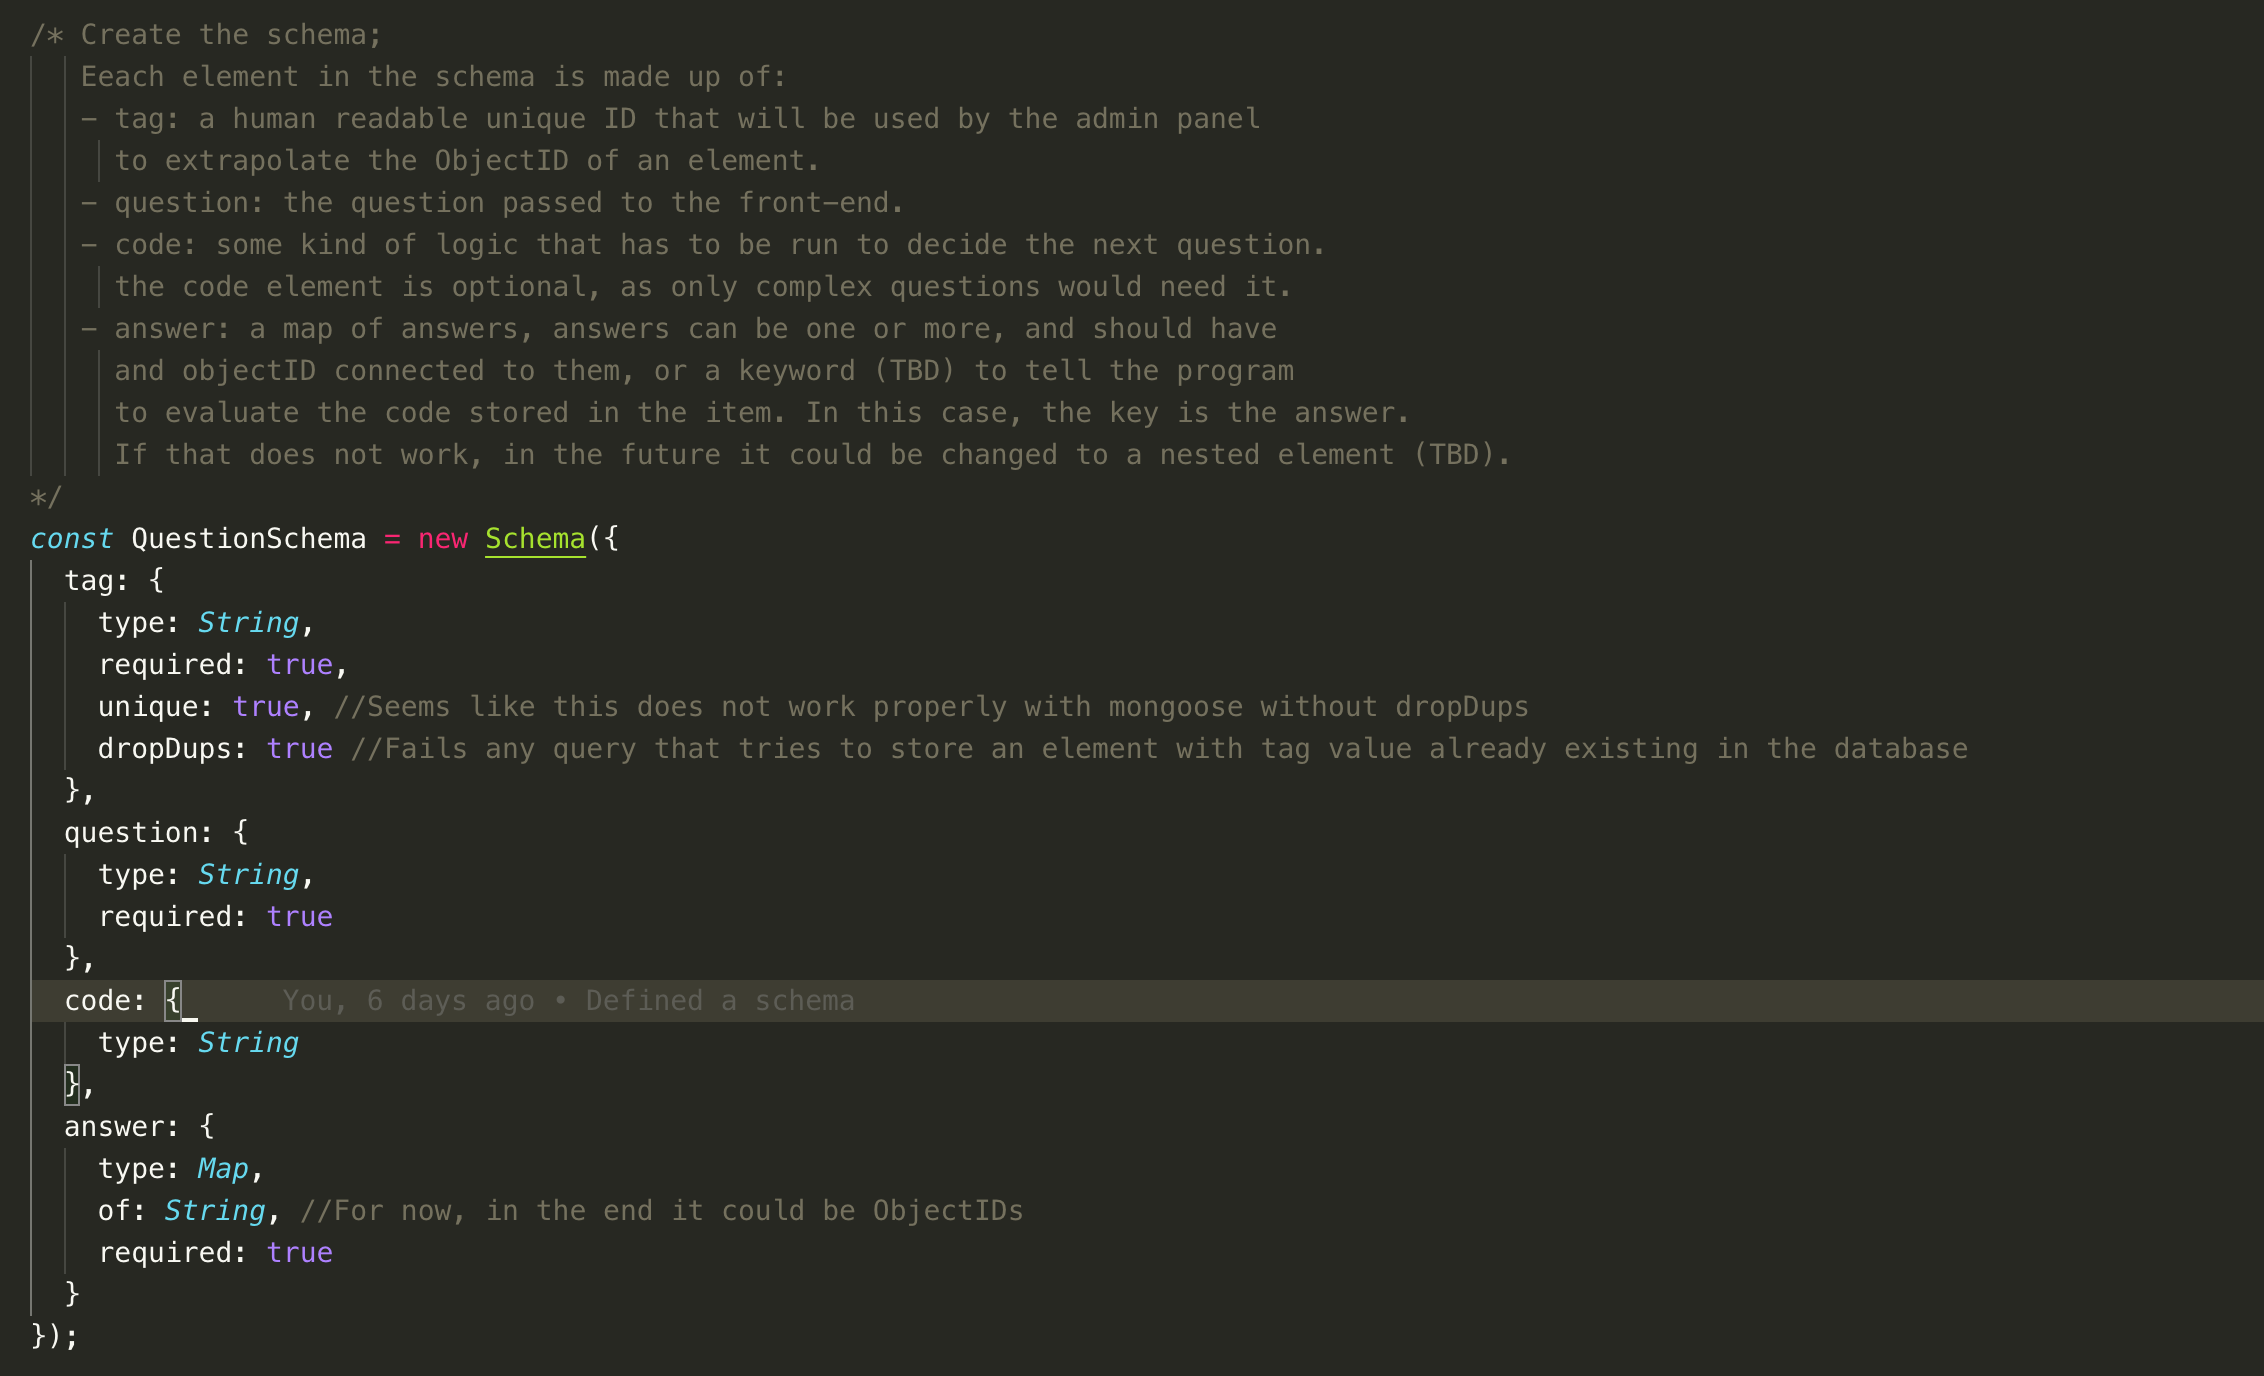 /* Create the schema;
Eeach element in the schema is made up of:
- tag: a human readable unique ID that will be used by the admin panel
to extrapolate the ObjectID of an element.
- question: the question passed to the front-end.
- code: some kind of logic that has to be run to decide the next question.
the code element is optional, as only complex questions would need it.
- answer: a map of answers, answers can be one or more, and should have
and objectID connected to them, or a keyword (TBD) to tell the program
to evaluate the code stored in the item. In this case, the key is the answer.
If that does not work, in the future it could be changed to a nested element (TBD).
*/
const QuestionSchema = new Schema({
tag: {
type: String,
required: true,
unique: true, //Seems like this does not work properly with mongoose without dropDups
dropDups: true //Fails any query that tries to store an element with tag value already existing in the database
},
question: {
type: String,
required: true
},
code: { You, 6 days ago • Defined a schema
type: String
},
answer: {
type: Map,
of: String, //For now, in the end it could be ObjectIDs
required: true
}
});